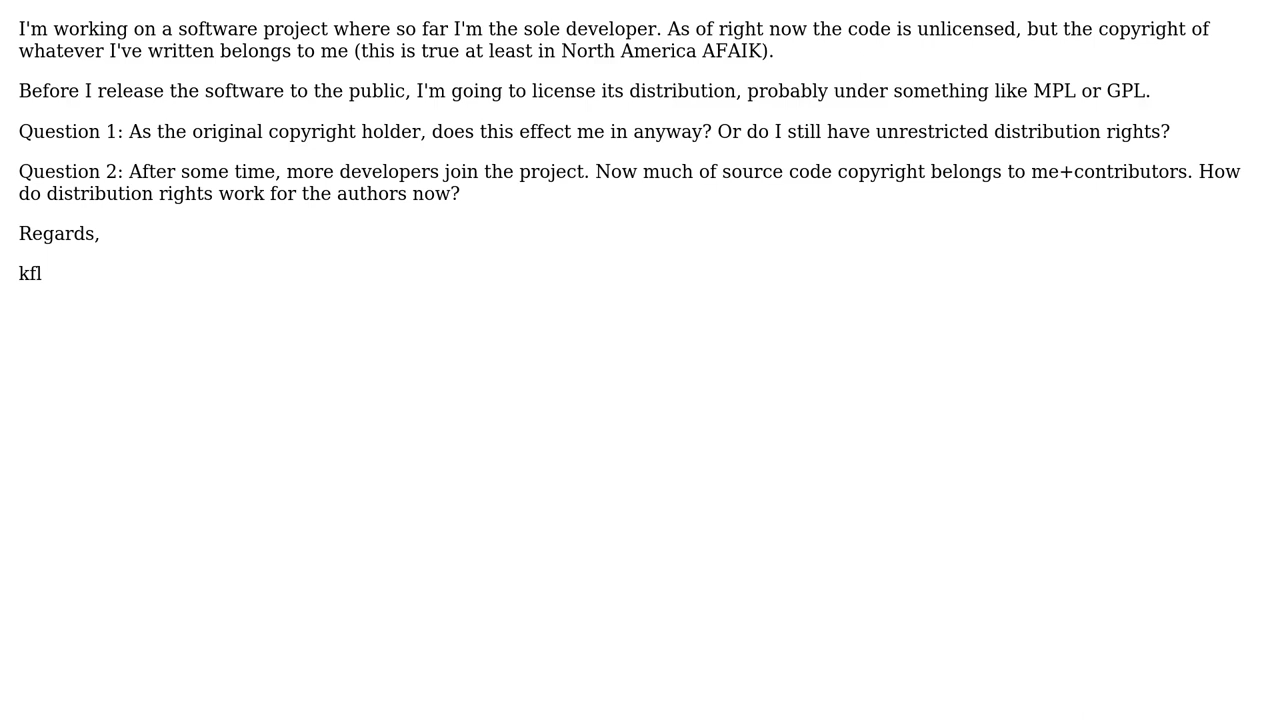 I'm working on a software project where so far I'm the sole developer. As of right now the code is unlicensed, but the copyright of
whatever I've written belongs to me (this is true at least in North America AFAIK).
Before I release the software to the public, I'm going to license its distribution, probably under something like MPL or GPL.
Question 1: As the original copyright holder, does this effect me in anyway? Or do I still have unrestricted distribution rights?
Question 2: After some time, more developers join the project. Now much of source code copyright belongs to me+contributors. How
do distribution rights work for the authors now?
Regards,
kfl